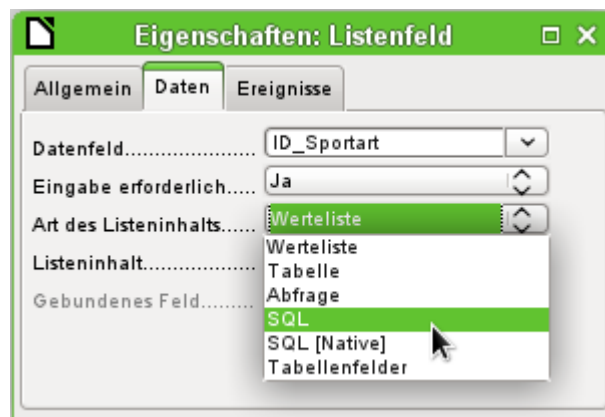 Eigenschaften: Listenfeld
Allgemein Daten Ereignisse
Datenfeld...................... ID_Sportart
Eingabe erforderlich..... Ja
Art des Listeninhalts...... Werteliste
Werteliste
Listeninhalt..................
Tabelle
Abfrage
Gebundenes Feld.........
SQL
SQL [Native]
Tabellenfelder